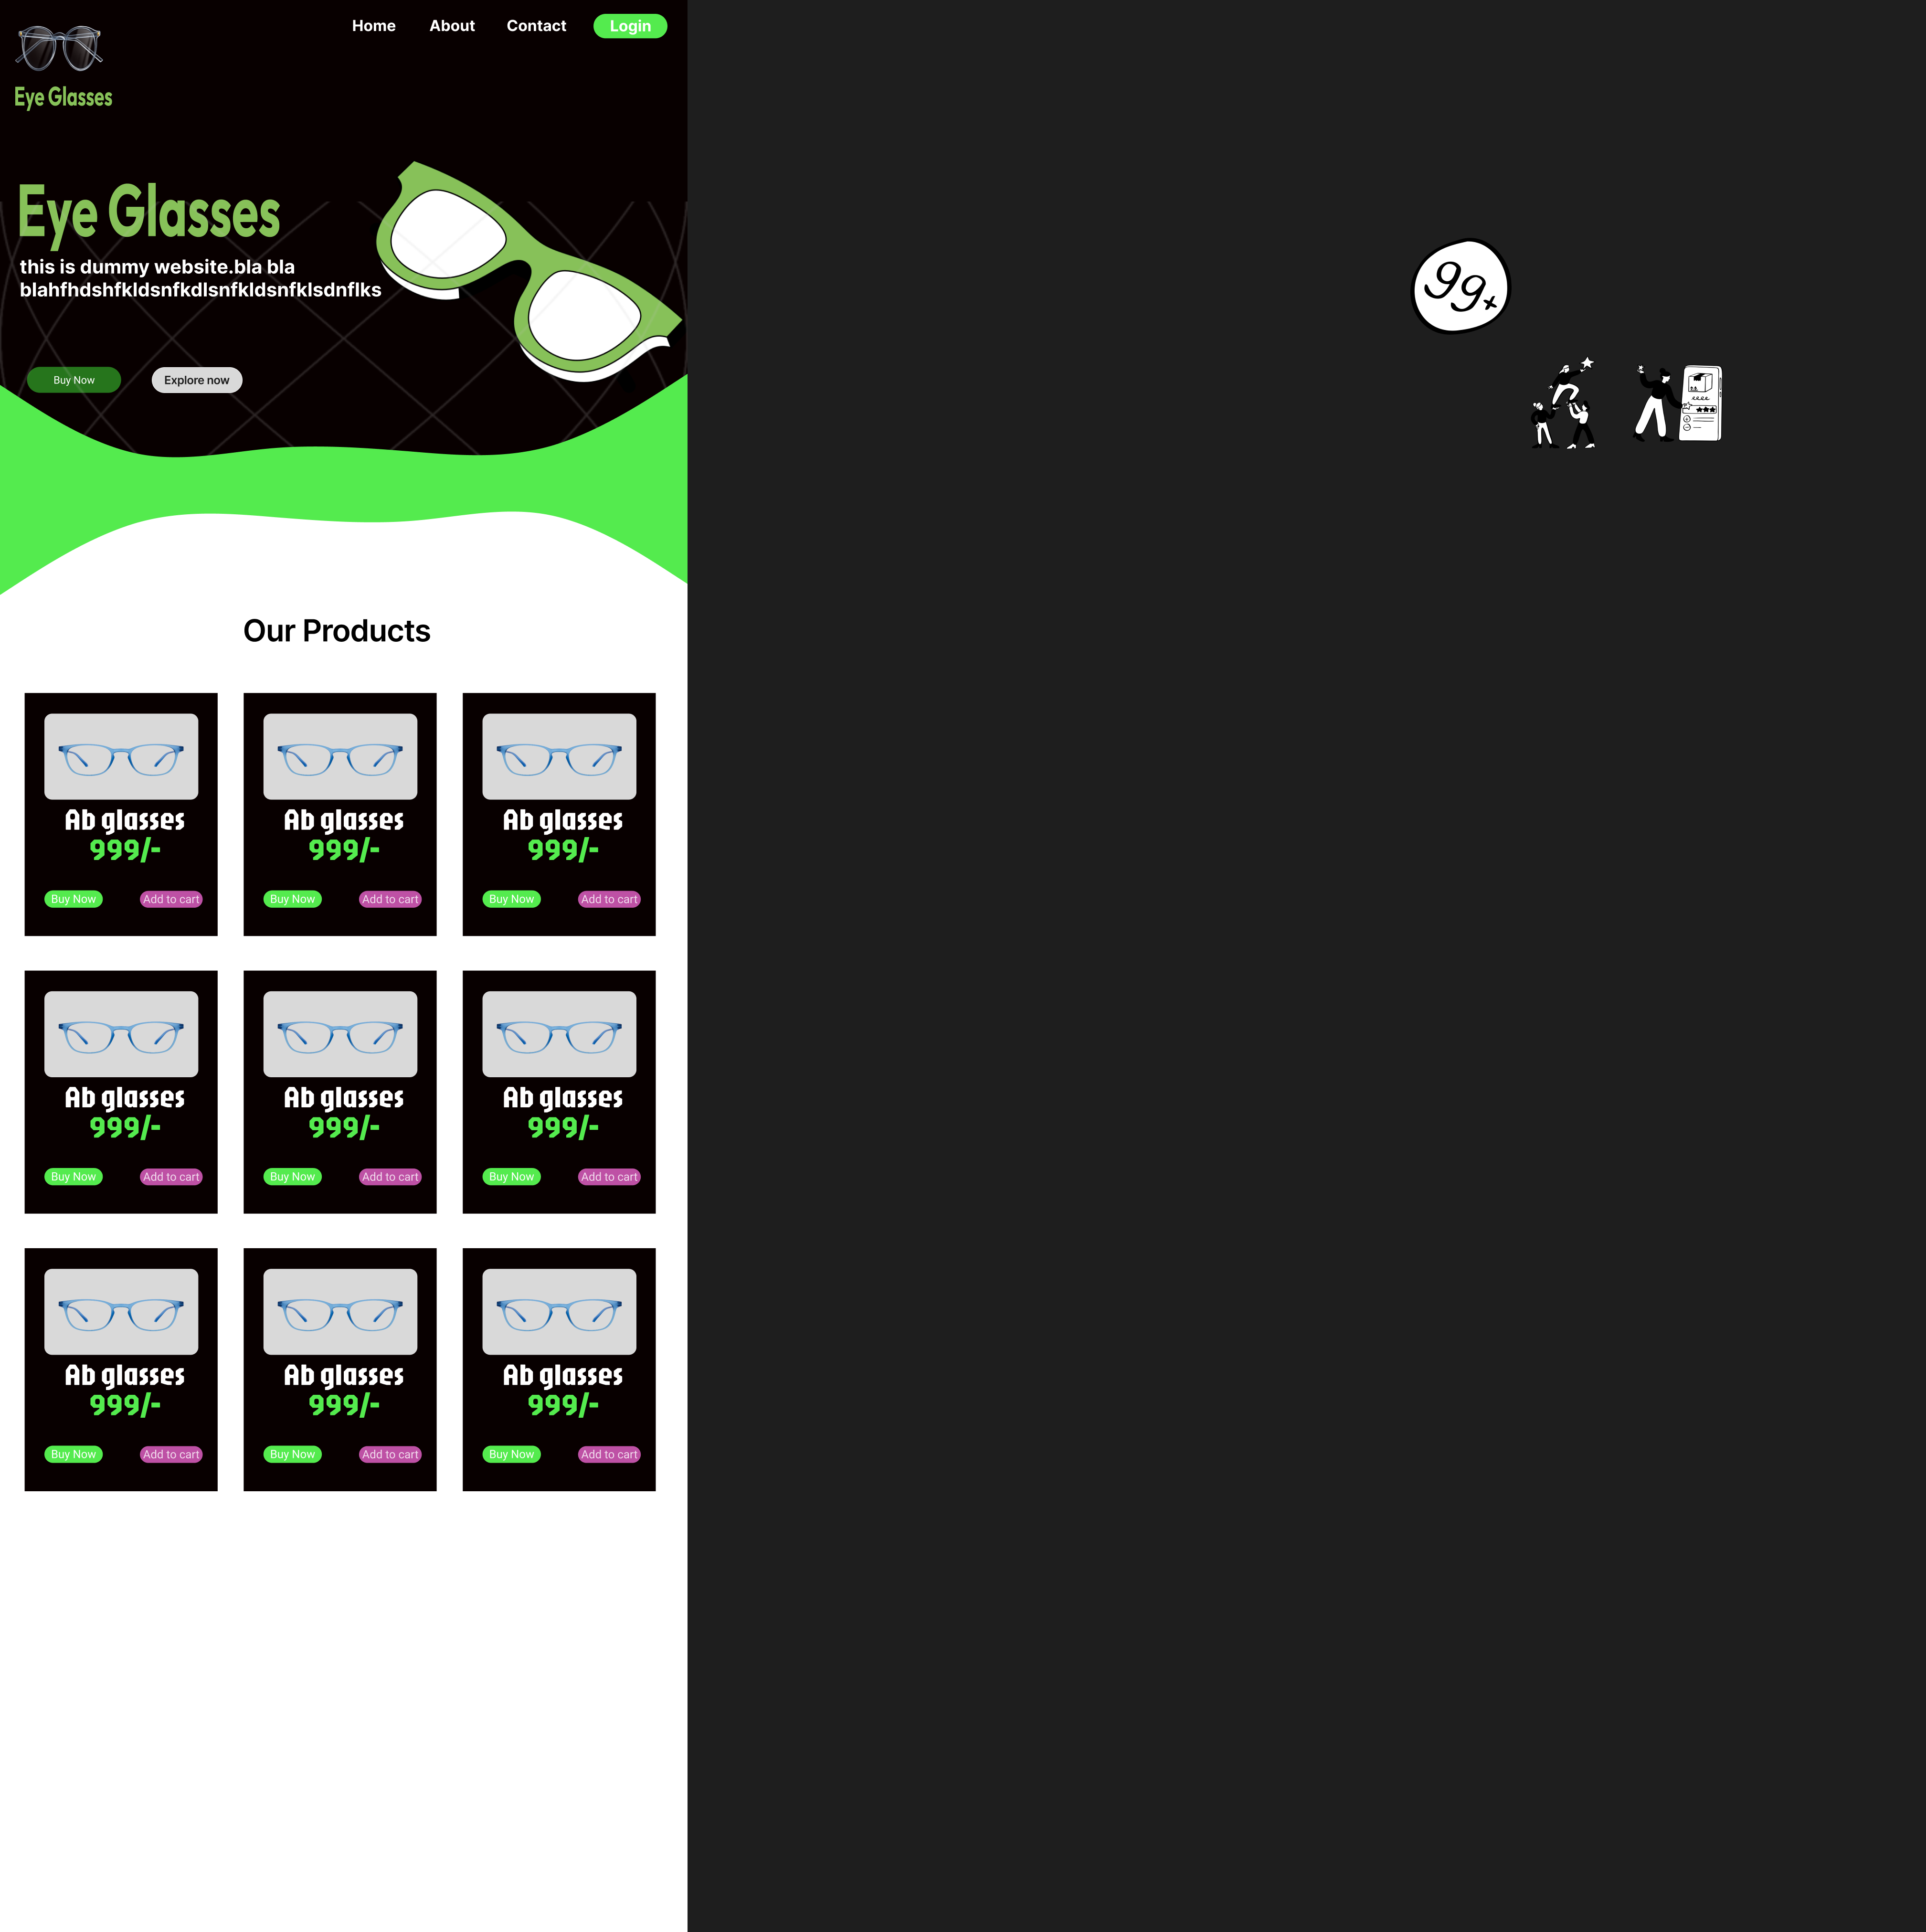 Home About Contact Login
Eye Glasses
Eye Glasses
this is dummy website.bla bla
blahfhdshfkldsnfkdlsnfkldsnfklsdnflks
Buy Now Explore now
99+
Our Products
Ab glasses Ab glasses Ab glasses
999/- 999/- 999/-
Buy Now Add to cart Buy Now Add to cart Buy Now Add to cart
Ab glasses Ab glasses Ab glasses
999/- 999/- 999/-
Buy Now Add to cart Buy Now Add to cart Buy Now Add to cart
Ab glasses Ab glasses Ab glasses
999/- 999/- 999/-
Buy Now Add to cart Buy Now Add to cart Buy Now Add to cart